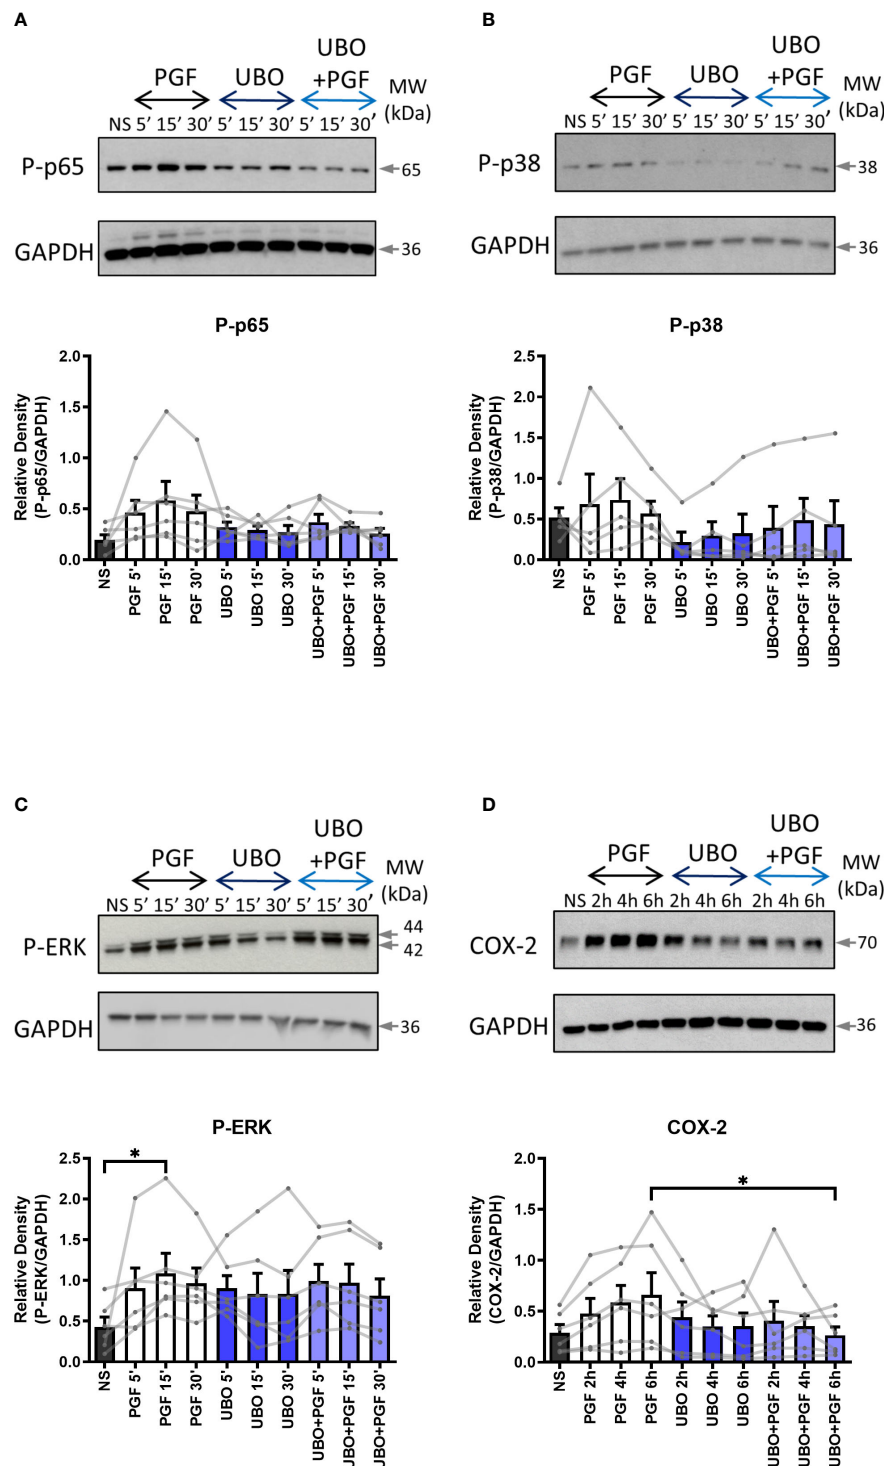 A
PGF
UBO
UBO
+PGF
MW
(kDa)
NS 5’ 15’ 30’ 5’ 15’ 30’ 5’ 15’ 30’
P-p65
65
GAPDH
36
P-p65
Relative Density
(P-p65/GAPDH)
2.0
1.5
1.0
0.5
0.0
NS
PGF 5'
PGF 15'
PGF 30'
UBO 5'
UBO 15'
UBO 30'
UBO+PGF 5'
UBO+PGF 15'
UBO+PGF 30'
B
PGF
UBO
UBO
+PGF
MW
(kDa)
NS 5’ 15’ 30’ 5’ 15’ 30’ 5’ 15’ 30’
P-p38
38
GAPDH
36
P-p38
Relative Density
(P-p38/GAPDH)
2.5
2.0
1.5
1.0
0.5
0.0
NS
PGF 5'
PGF 15'
PGF 30'
UBO 5'
UBO 15'
UBO 30'
UBO+PGF 5'
UBO+PGF 15'
UBO+PGF 30'
C
PGF
UBO
UBO
+PGF
MW
(kDa)
NS 5’ 15’ 30’ 5’ 15’ 30’ 5’ 15’ 30’
P-ERK
44
42
GAPDH
36
P-ERK
Relative Density
(P-ERK/GAPDH)
2.5
2.0
1.5
1.0
0.5
0.0
*
NS
PGF 5'
PGF 15'
PGF 30'
UBO 5'
UBO 15'
UBO 30'
UBO+PGF 5'
UBO+PGF 15'
UBO+PGF 30'
D
PGF
UBO
UBO
+PGF
MW
(kDa)
NS 2h 4h 6h 2h 4h 6h 2h 4h 6h
COX-2
70
GAPDH
36
COX-2
Relative Density
(COX-2/GAPDH)
2.0
1.5
1.0
0.5
0.0
*
NS
PGF 2h
PGF 4h
PGF 6h
UBO 2h
UBO 4h
UBO 6h
UBO+PGF 2h
UBO+PGF 4h
UBO+PGF 6h